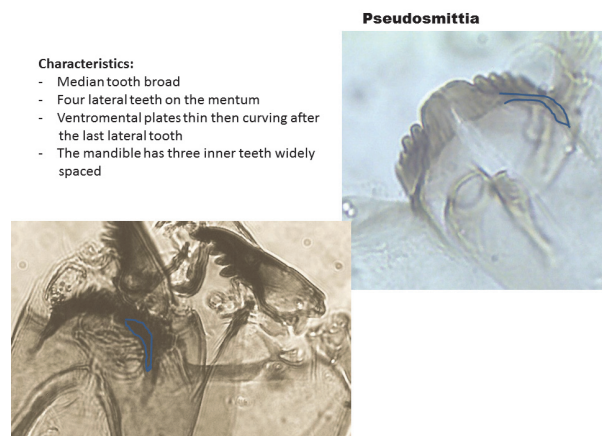 Pseudosmittia
Characteristics:
- Median tooth broad
- Four lateral teeth on the mentum
- Ventromental plates thin then curving after
the last lateral tooth
- The mandible has three inner teeth widely
spaced